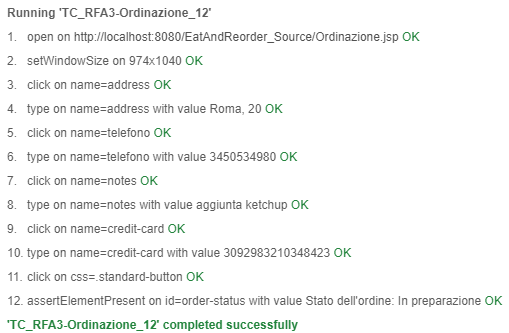 Running 'TC_RFA3-Ordinazione_12'
1. open on http://localhost:8080/EatAndReorder_Source/Ordinazione.jsp OK
2. setWindowSize on 974x1040 OK
3. click on name=address OK
4. type on name=address with value Roma, 20 OK
5. click on name=telefono OK
6. type on name=telefono with value 3450534980 OK
7. click on name=notes OK
8. type on name=notes with value aggiunta ketchup OK
9. click on name=credit-card OK
10. type on name=credit-card with value 3092983210348423 OK
11. click on css=.standard-button OK
12. assertElementPresent on id=order-status with value Stato dell'ordine: In preparazione OK
'TC_RFA3-Ordinazione_12' completed successfully